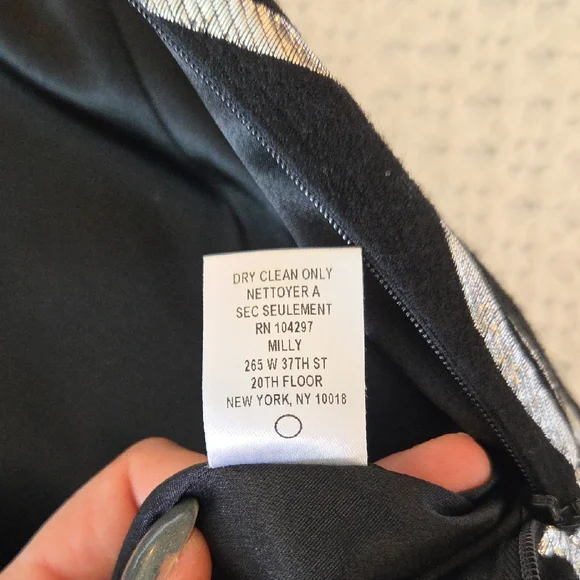 DRY CLEAN ONLY
NETTOYER A
SEC SEULEMENT
RN 104297
MILLY
265 W 37TH ST
20TH FLOOR
NEW YORK, NY 10018